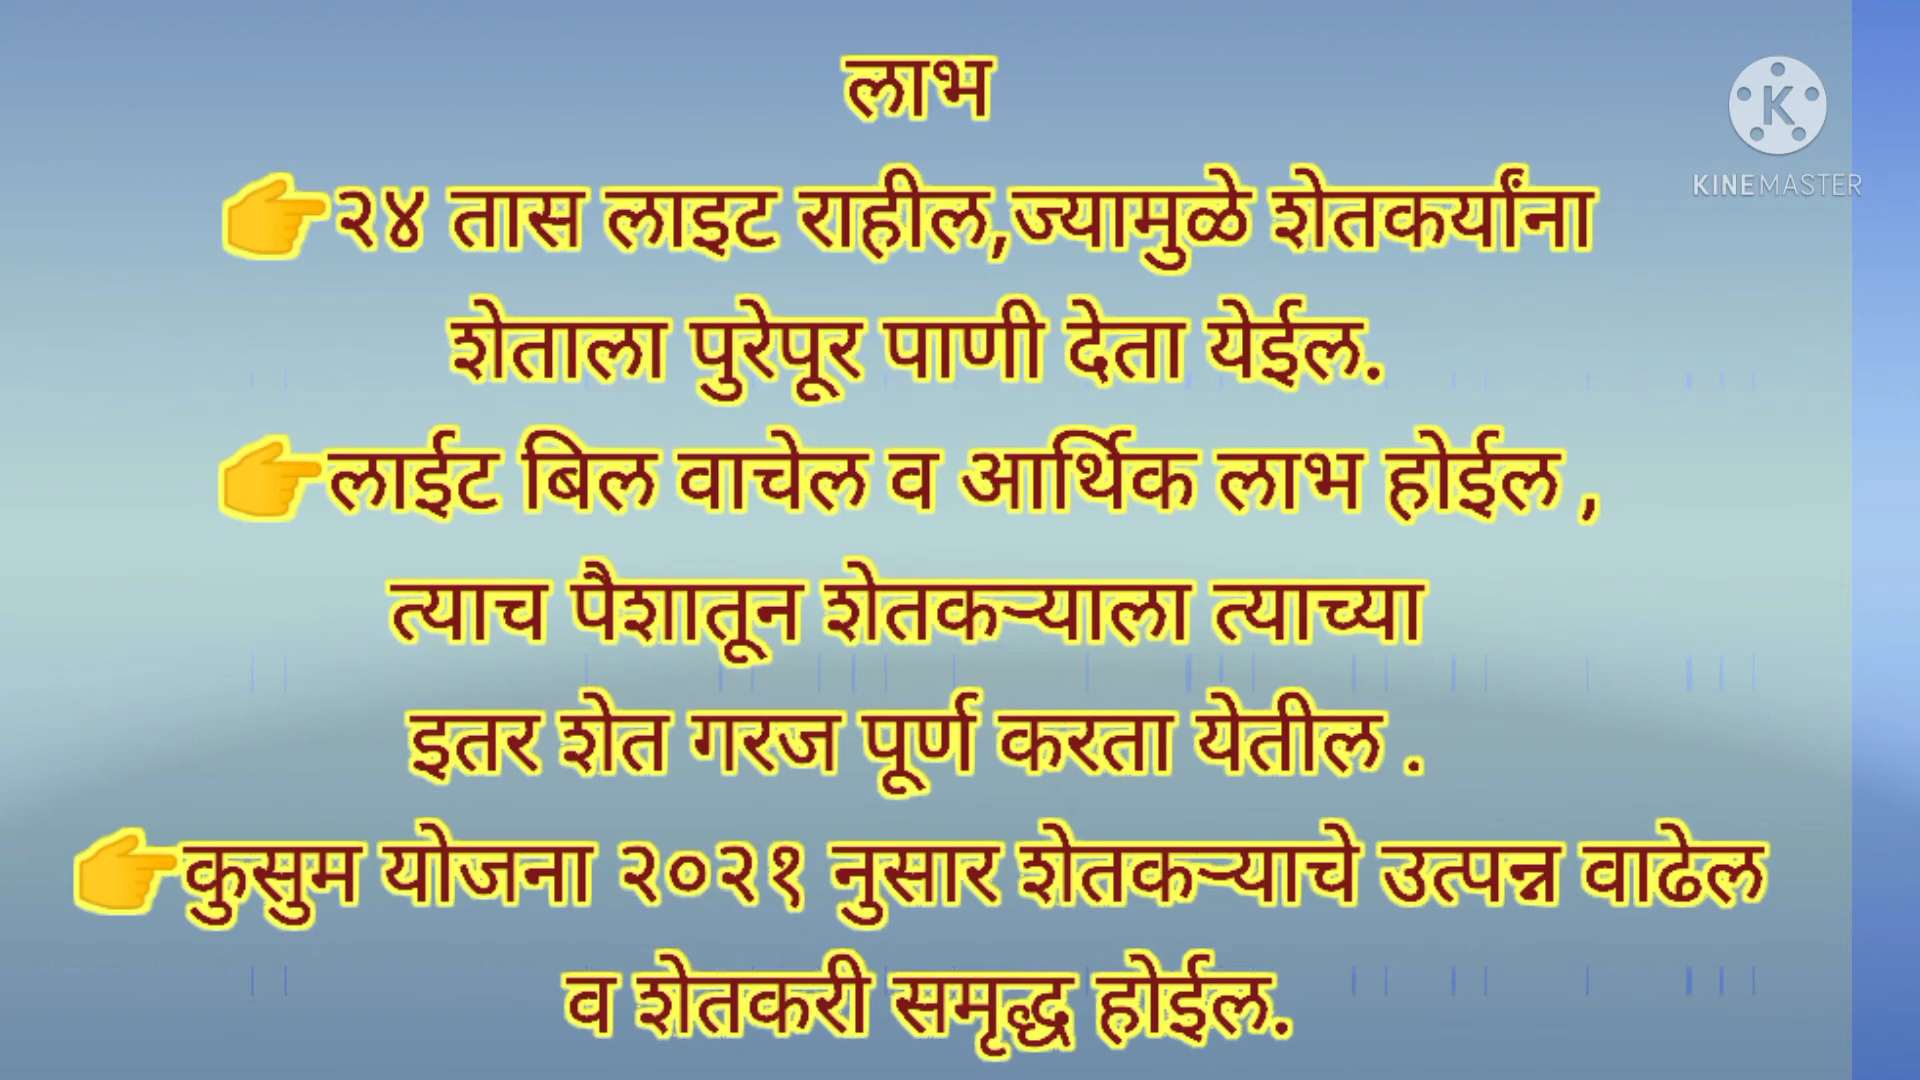 लाभ
👉२४ तास लाइट राहील,ज्यामुळे शेतकर्यांना
शेताला पुरेपूर पाणी देता येईल.
👉लाईट बिल वाचेल व आर्थिक लाभ होईल ,
त्याच पैशातून शेतकऱ्याला त्याच्या
इतर शेत गरज पूर्ण करता येतील .
👉कुसुम योजना २०२१ नुसार शेतकऱ्याचे उत्पन्न वाढेल
व शेतकरी समृद्ध होईल.
K
KINEMASTER